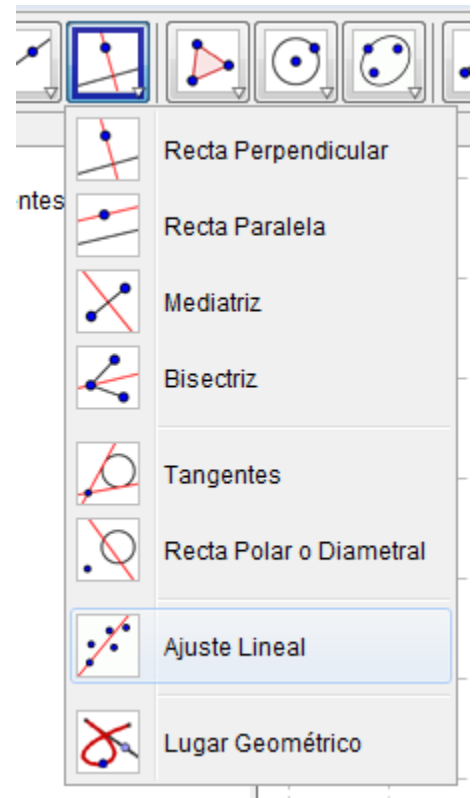 ntes
Recta Perpendicular
Recta Paralela
Mediatriz
Bisectriz
Tangentes
Recta Polar o Diametral
Ajuste Lineal
Lugar Geométrico